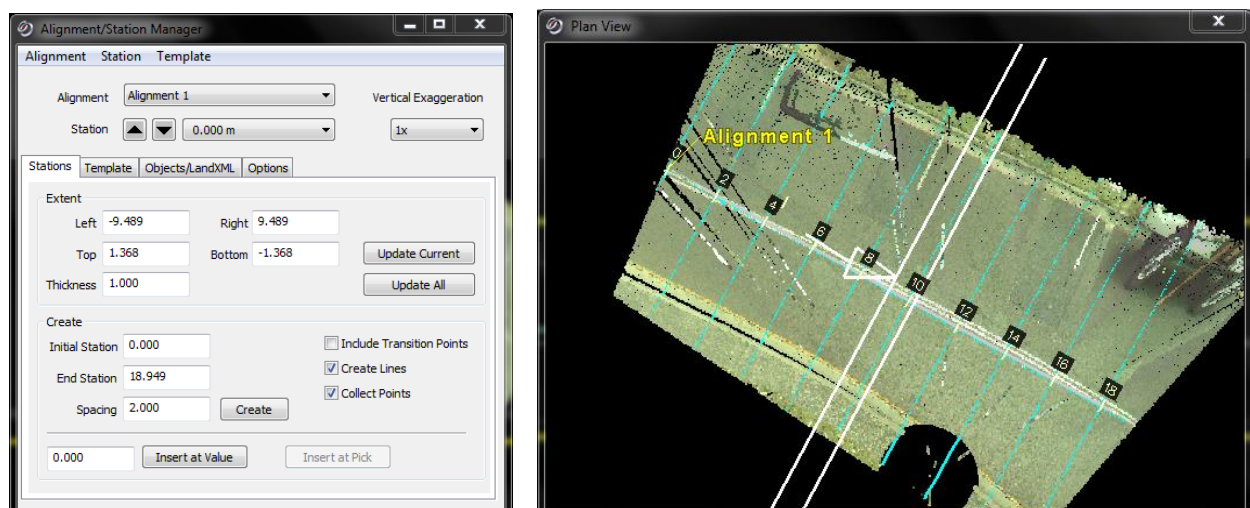 Alignment/Station Manager
Alignment Station Template
Alignment Alignment 1 Vertical Exaggeration
Station 0.000 m 1x
Stations Template Objects/LandXML Options
Extent
Left -9.489 Right 9.489
Top 1.368 Bottom -1.368 Update Current
Thickness 1.000 Update All
Create
Initial Station 0.000 Include Transition Points
End Station 18.949 Create Lines
Collect Points
Spacing 2.000 Create
0.000 Insert at Value Insert at Pick
Plan View
Alignment 1
0
2
4
6
8
10
12
14
16
18